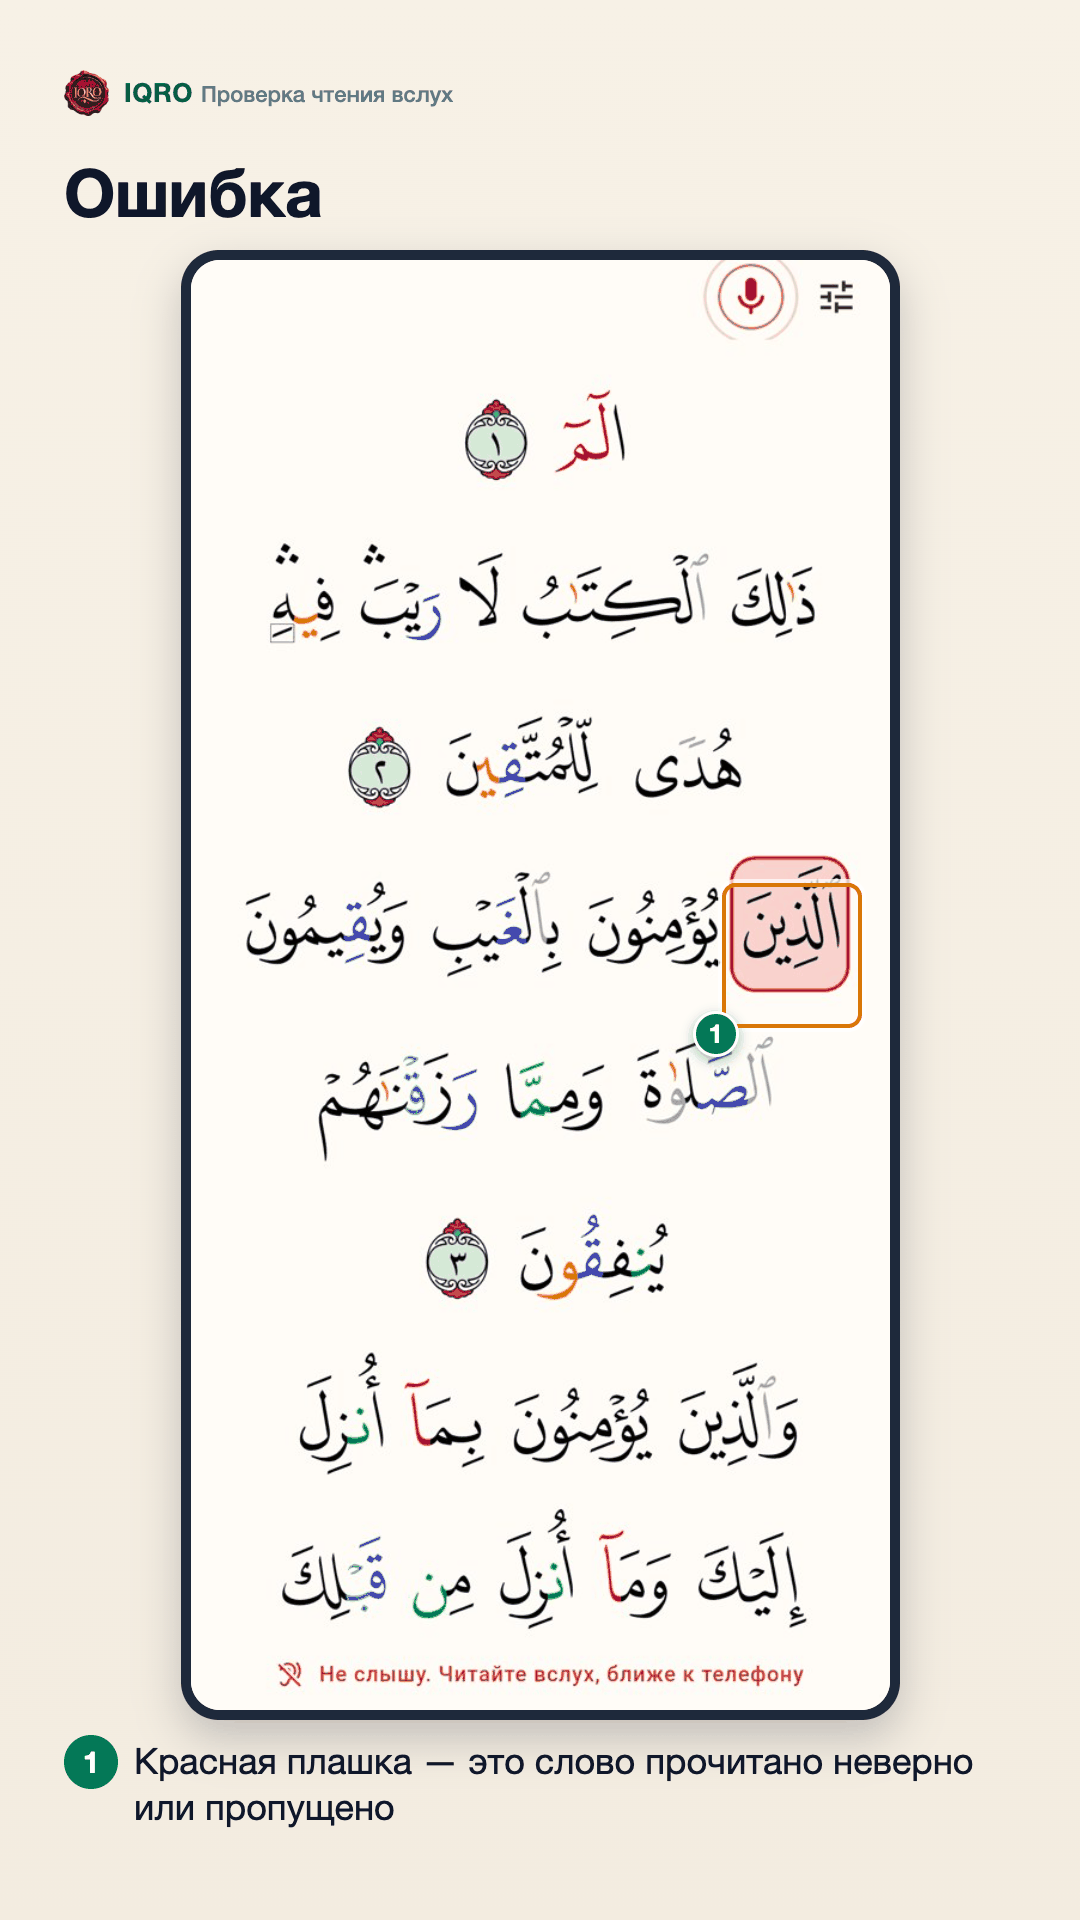 IQRO Проверка чтения вслух
Ошибка
الٓمٓ ١
ذَٰلِكَ ٱلْكِتَٰبُ لَا رَيْبَ ۛ فِيهِ ۛ
هُدًى لِّلْمُتَّقِينَ ٢
ٱلَّذِينَ يُؤْمِنُونَ بِٱلْغَيْبِ وَيُقِيمُونَ
1
ٱلصَّلَوٰةَ وَمِمَّا رَزَقْنَٰهُمْ
يُنفِقُونَ ٣
وَٱلَّذِينَ يُؤْمِنُونَ بِمَآ أُنزِلَ
إِلَيْكَ وَمَآ أُنزِلَ مِن قَبْلِكَ
Не слышу. Читайте вслух, ближе к телефону
1 Красная плашка — это слово прочитано неверно
или пропущено